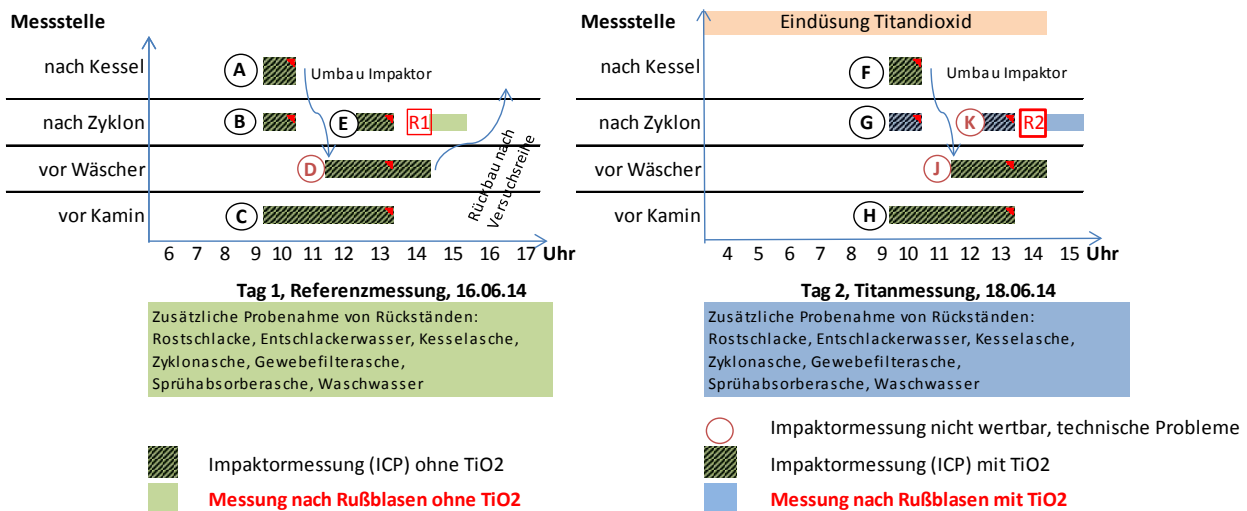 Messstelle
nach Kessel
nach Zyklon
vor Wäscher
vor Kamin
A
Umbau Impaktor
B
E
R1
D
C
Rückbau nach
Versuchsreihe
6 7 8 9 10 11 12 13 14 15 16 17 Uhr
Tag 1, Referenzmessung, 16.06.14
Zusätzliche Probenahme von Rückständen:
Rostschlacke, Entschlackerwasser, Kesselasche,
Zyklonasche, Gewebefilterasche,
Sprühabsorberasche, Waschwasser
Impaktormessung (ICP) ohne TiO2
Messung nach Rußblasen ohne TiO2
Messstelle
Eindüsung Titandioxid
nach Kessel
nach Zyklon
vor Wäscher
vor Kamin
F
Umbau Impaktor
G
K
R2
J
H
4 5 6 7 8 9 10 11 12 13 14 15 Uhr
Tag 2, Titanmessung, 18.06.14
Zusätzliche Probenahme von Rückständen:
Rostschlacke, Entschlackerwasser, Kesselasche,
Zyklonasche, Gewebefilterasche,
Sprühabsorberasche, Waschwasser
Impaktormessung nicht wertbar, technische Probleme
Impaktormessung (ICP) mit TiO2
Messung nach Rußblasen mit TiO2